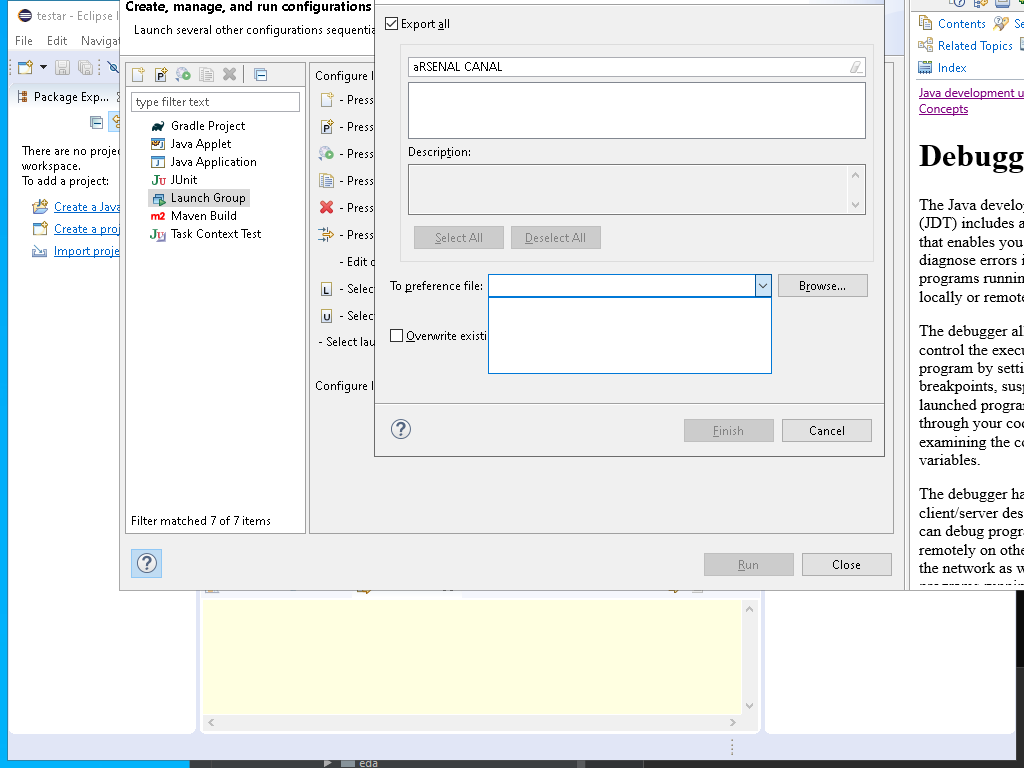 testar - Eclipse I
File Edit Navigat
Package Exp...
There are no projec
workspace.
To add a project:
Create a Java
Create a proj
Import proje
Create, manage, and run configurations
Launch several other configurations sequentia
type filter text
Gradle Project
Java Applet
Java Application
JUnit
Launch Group
Maven Build
Task Context Test
Filter matched 7 of 7 items
Configure l
- Press
- Press
- Press
- Press
- Press
- Press
- Edit o
- Selec
- Selec
- Select lau
Configure l
Run
Close
Export all
aRSENAL CANAL
Description:
Select All
Deselect All
To preference file:
Browse...
Overwrite existi
Finish
Cancel
Contents
Se
Related Topics
Index
Java development u
Concepts
Debugg
The Java develo
(JDT) includes a
that enables you
diagnose errors i
programs runnin
locally or remote
The debugger all
control the execu
program by setti
breakpoints, susp
launched program
through your cod
examining the co
variables.
The debugger ha
client/server des
can debug progra
remotely on othe
the network as w
eda